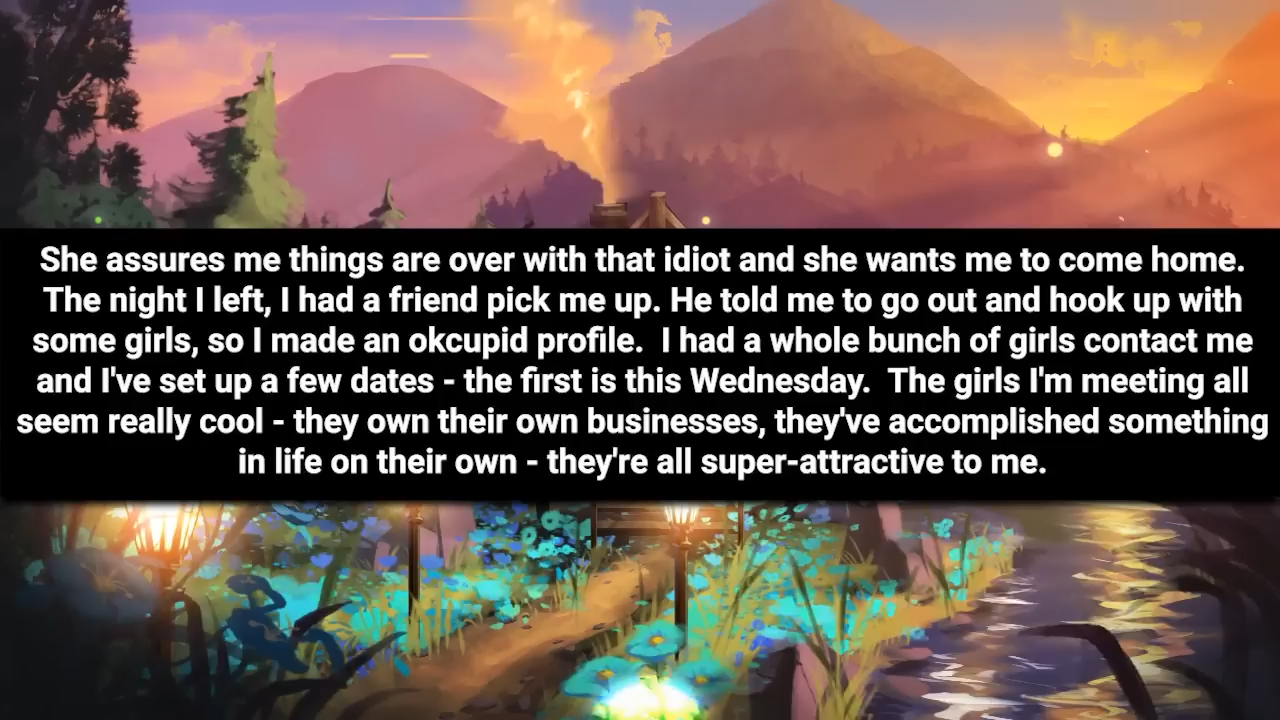 She assures me things are over with that idiot and she wants me to come home.
The night I left, I had a friend pick me up. He told me to go out and hook up with
some girls, so I made an okcupid profile.  I had a whole bunch of girls contact me
and I've set up a few dates - the first is this Wednesday.  The girls I'm meeting all
seem really cool - they own their own businesses, they've accomplished something
in life on their own - they're all super-attractive to me.